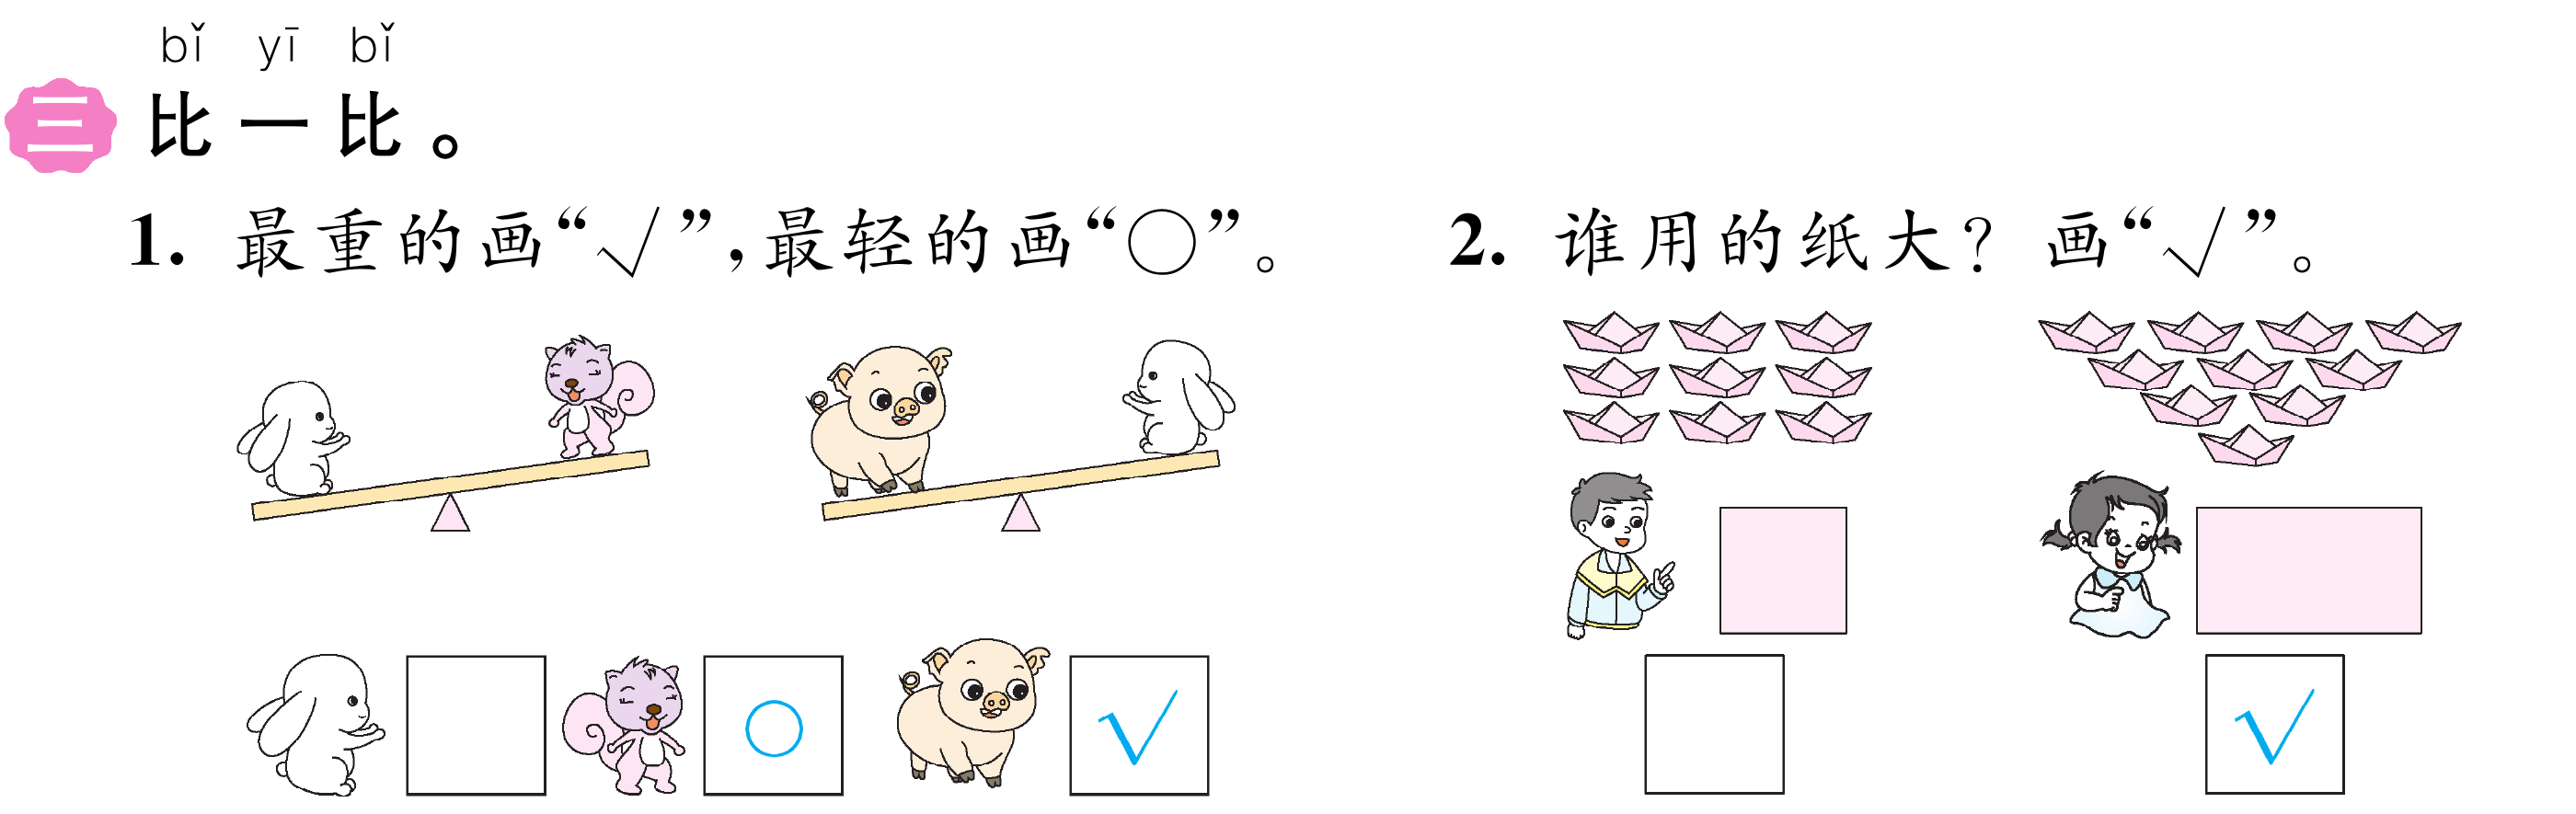 bǐ yī bǐ
三 比一比。
1. 最重的画“√”,最轻的画“○”。
2. 谁用的纸大? 画“√”。
○ √
√